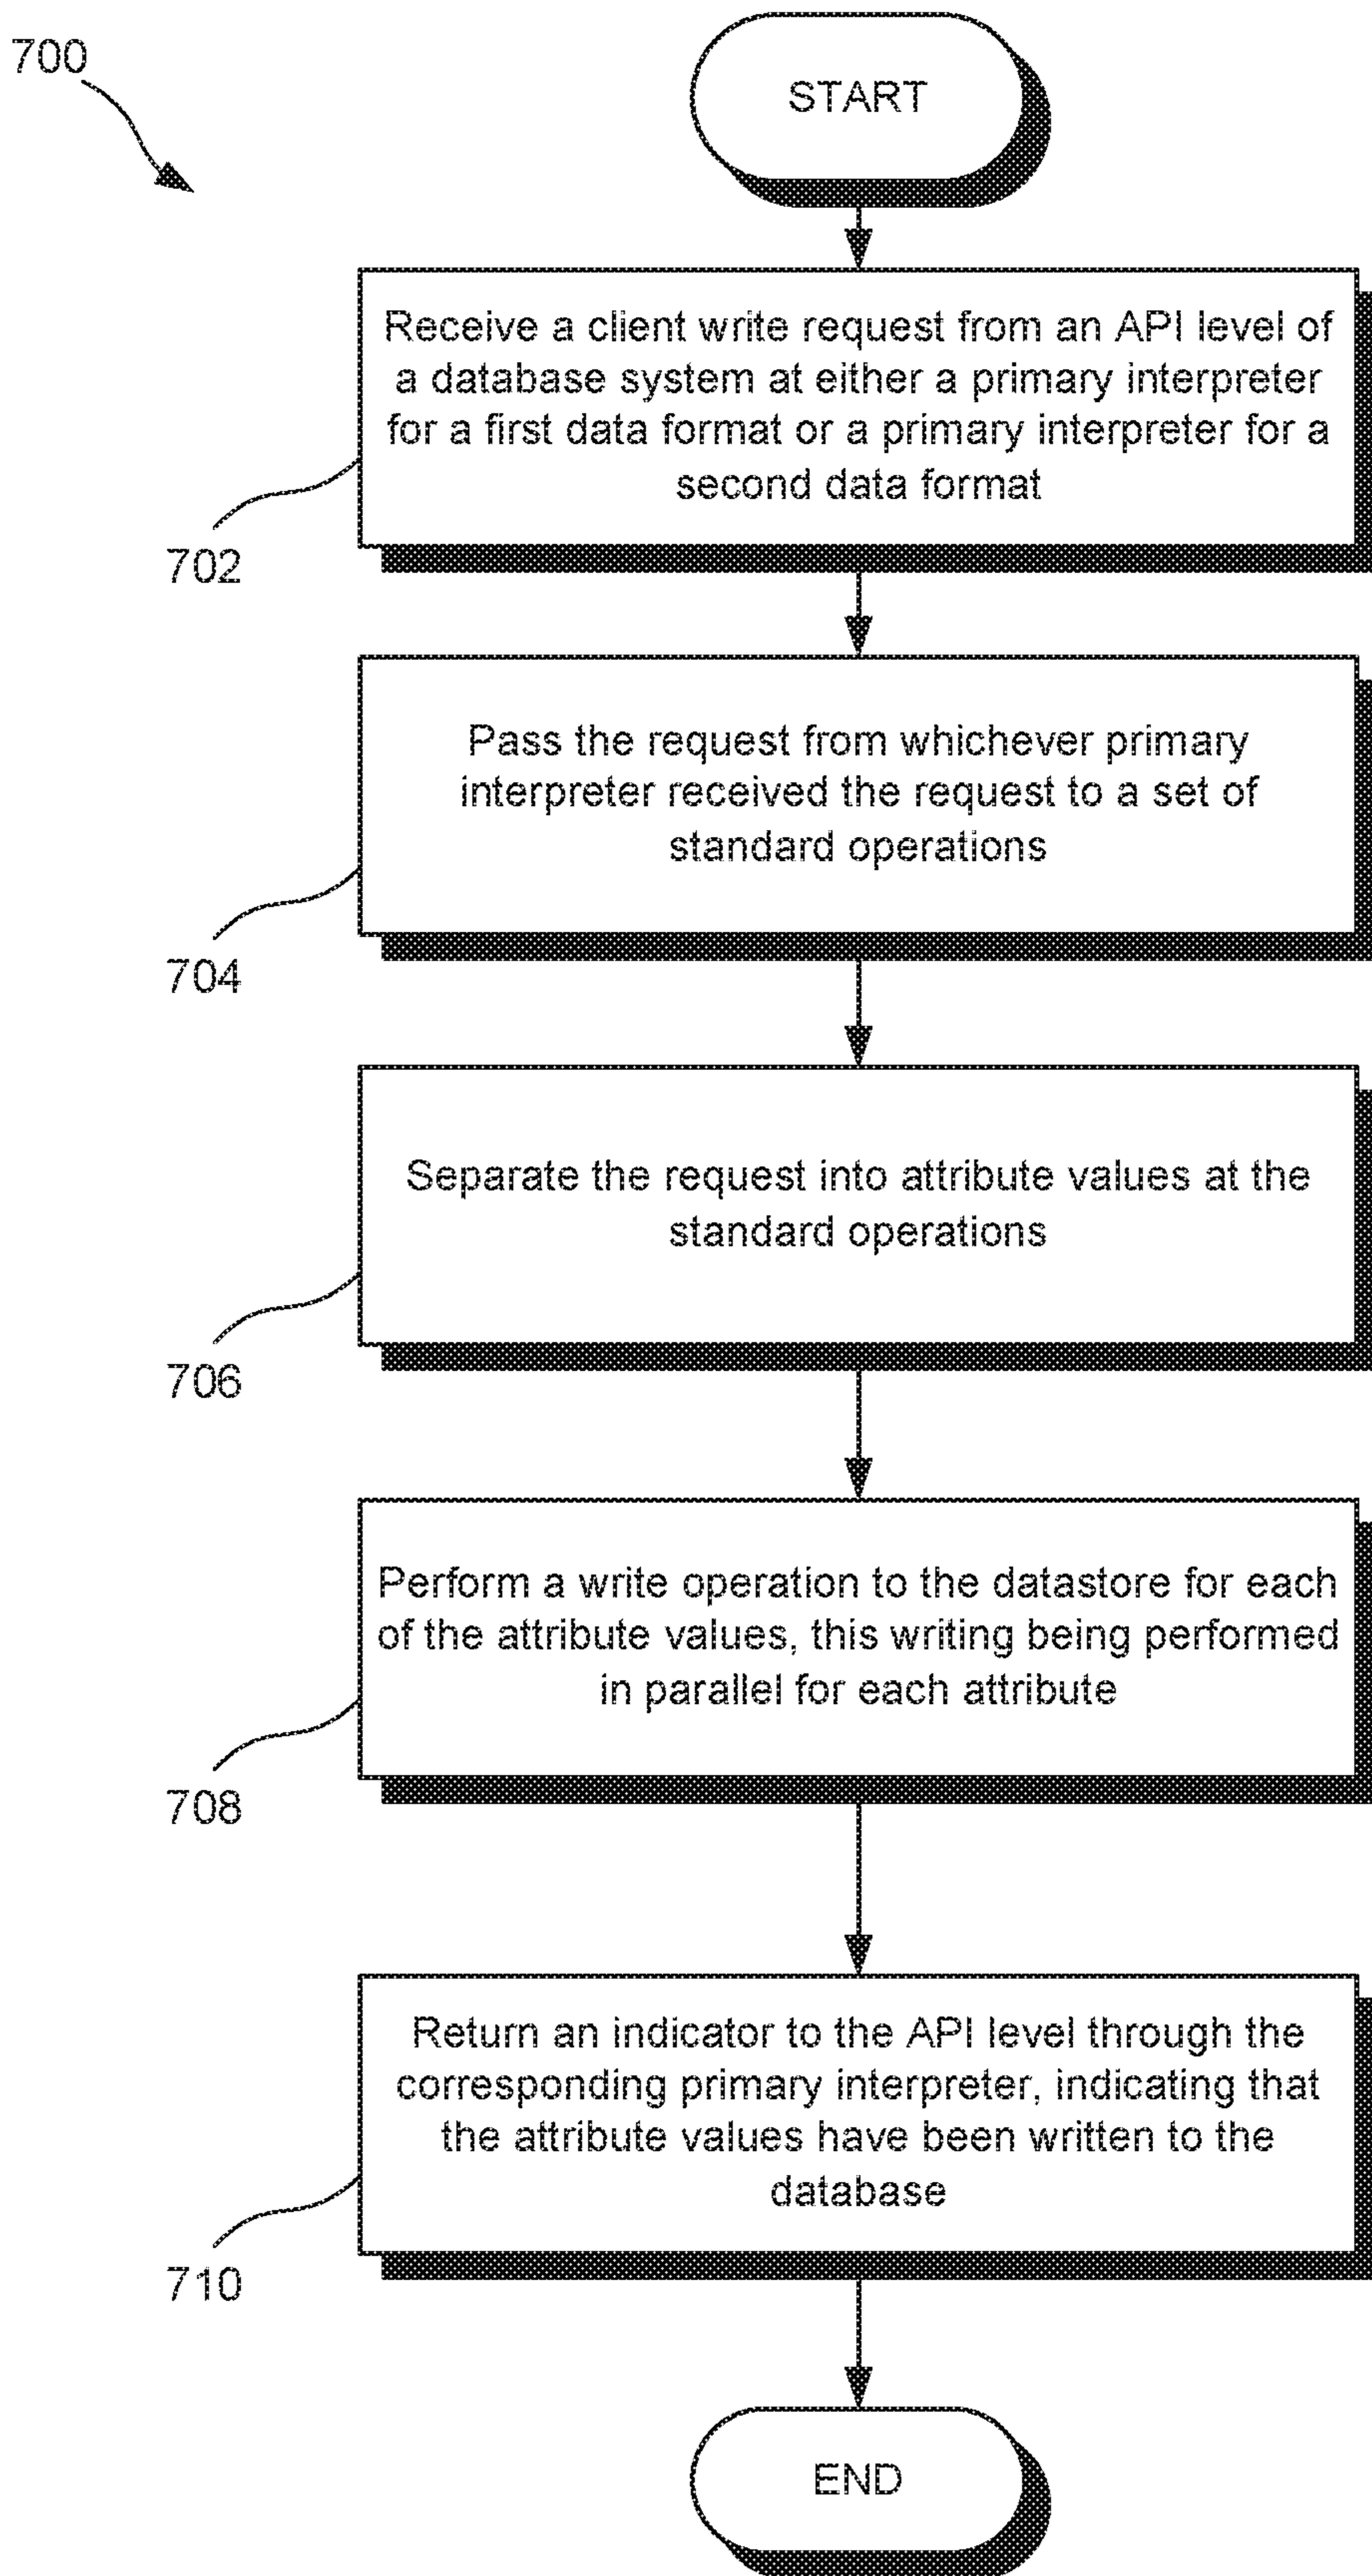 700
START
Receive a client write request from an API level of
a database system at either a primary interpreter
for a first data format or a primary interpreter for a
second data format
702
Pass the request from whichever primary
interpreter received the request to a set of
standard operations
704
Separate the request into attribute values at the
standard operations
706
Perform a write operation to the datastore for each
of the attribute values, this writing being performed
in parallel for each attribute
708
Return an indicator to the API level through the
corresponding primary interpreter, indicating that
the attribute values have been written to the
database
710
END